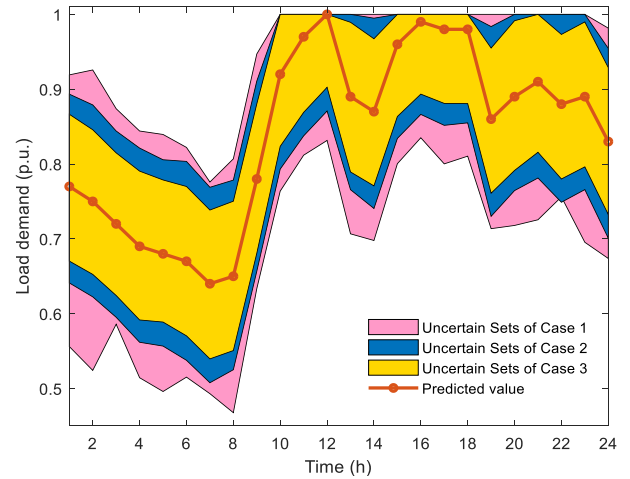 1
0.9
0.8
0.7
0.6
0.5
Load demand (p.u.)
Uncertain Sets of Case 1
Uncertain Sets of Case 2
Uncertain Sets of Case 3
Predicted value
2 4 6 8 10 12 14 16 18 20 22 24
Time (h)